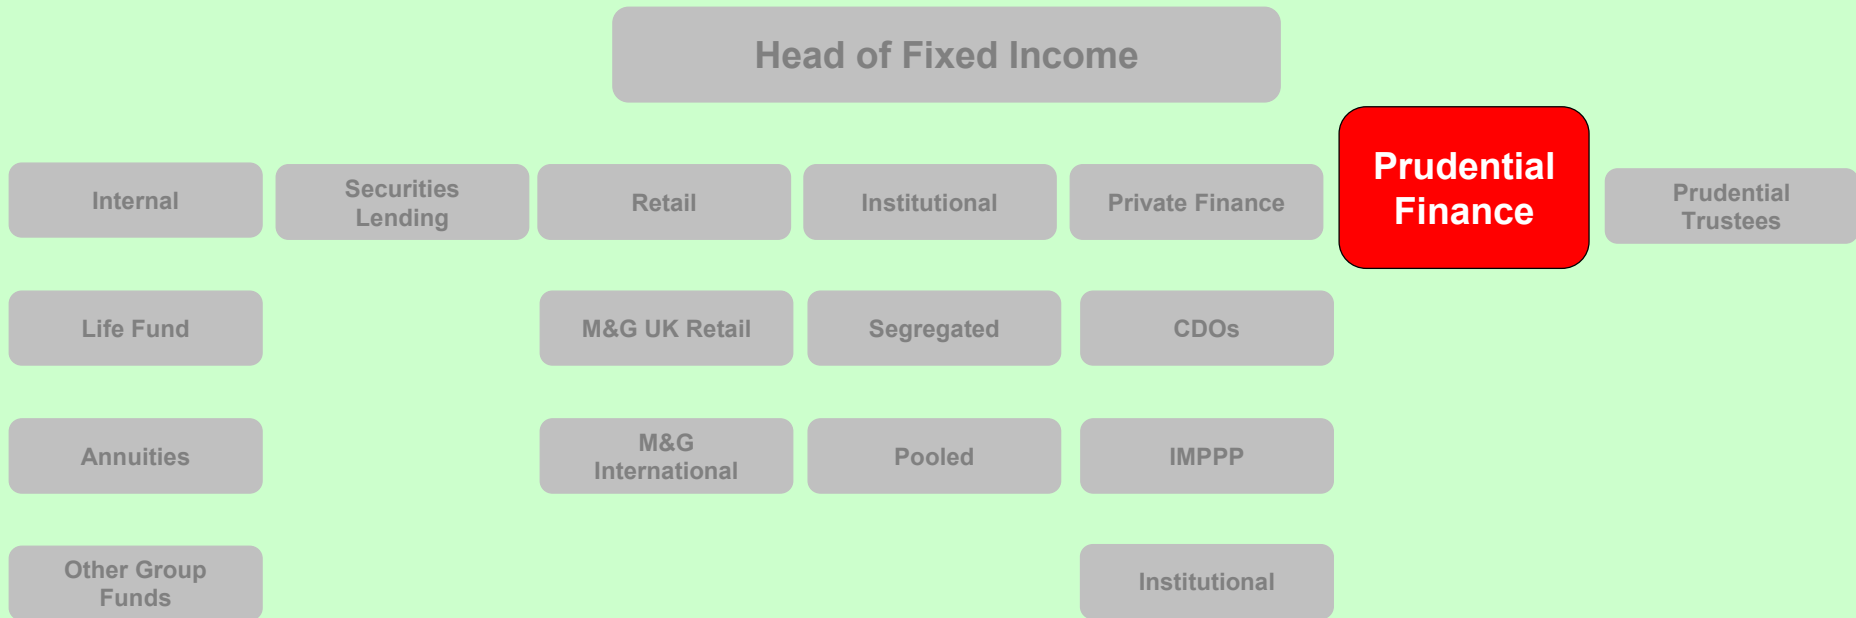 Head of Fixed Income
Internal
Securities
Lending
Retail
Institutional
Private Finance
Prudential
Finance
Prudential
Trustees
Life Fund
M&G UK Retail
Segregated
CDOs
Annuities
M&G
International
Pooled
IMPPP
Other Group
Funds
Institutional